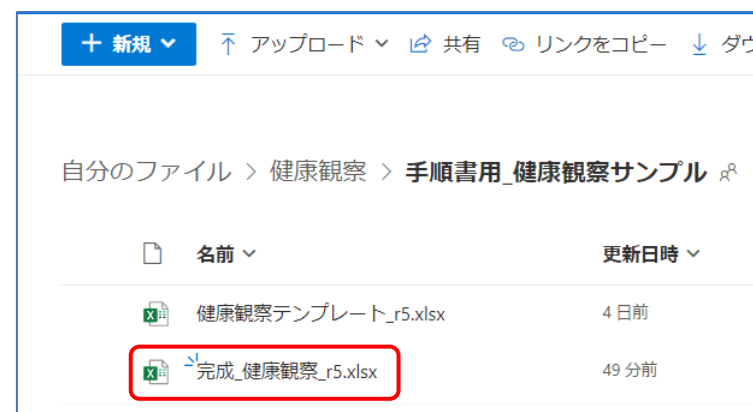 ＋ 新規 アップロード 共有 リンクをコピー ダウ
自分のファイル > 健康観察 > 手順書用_健康観察サンプル
名前 更新日時
健康観察テンプレート_r5.xlsx 4 日前
完成_健康観察_r5.xlsx 49 分前